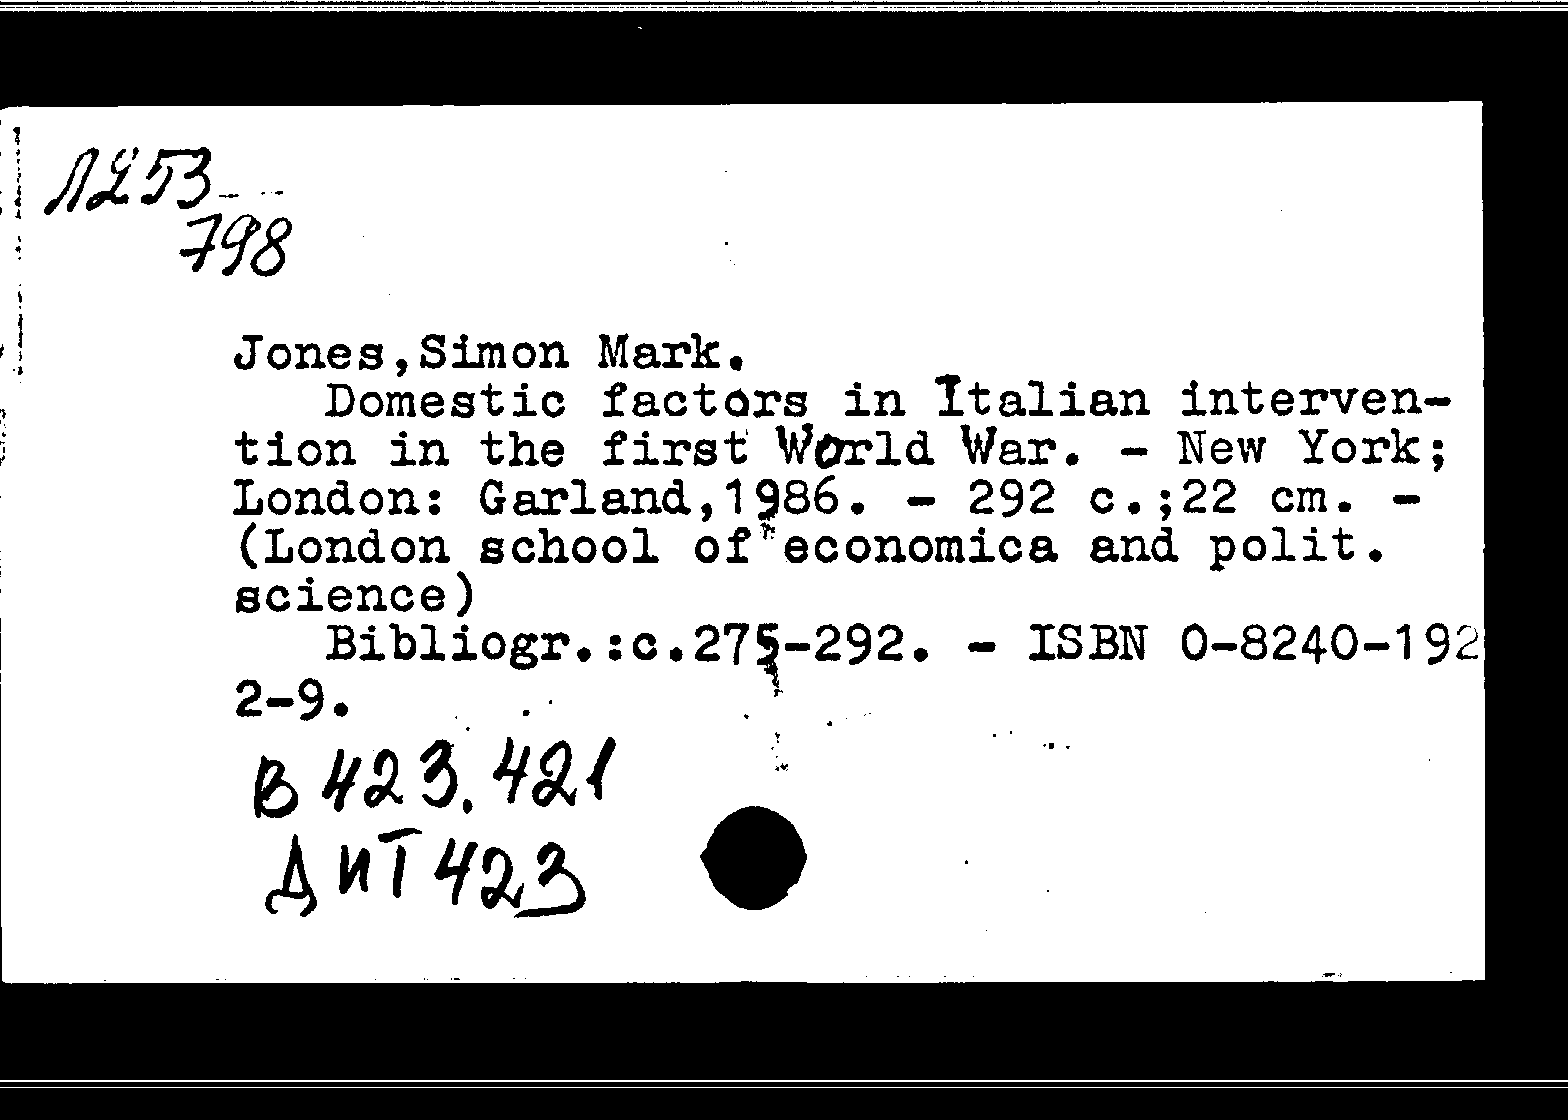 Л253
798
Jones,Simon Mark.
Domestic factors in Italian interven-
tion in the first World War. - New York;
London: Garland,1986. - 292 c.;22 cm. -
(London school of economica and polit.
science)
Bibliogr.:c.275-292. - ISBN 0-8240-192
2-9.
В 423.421
ДИТ423